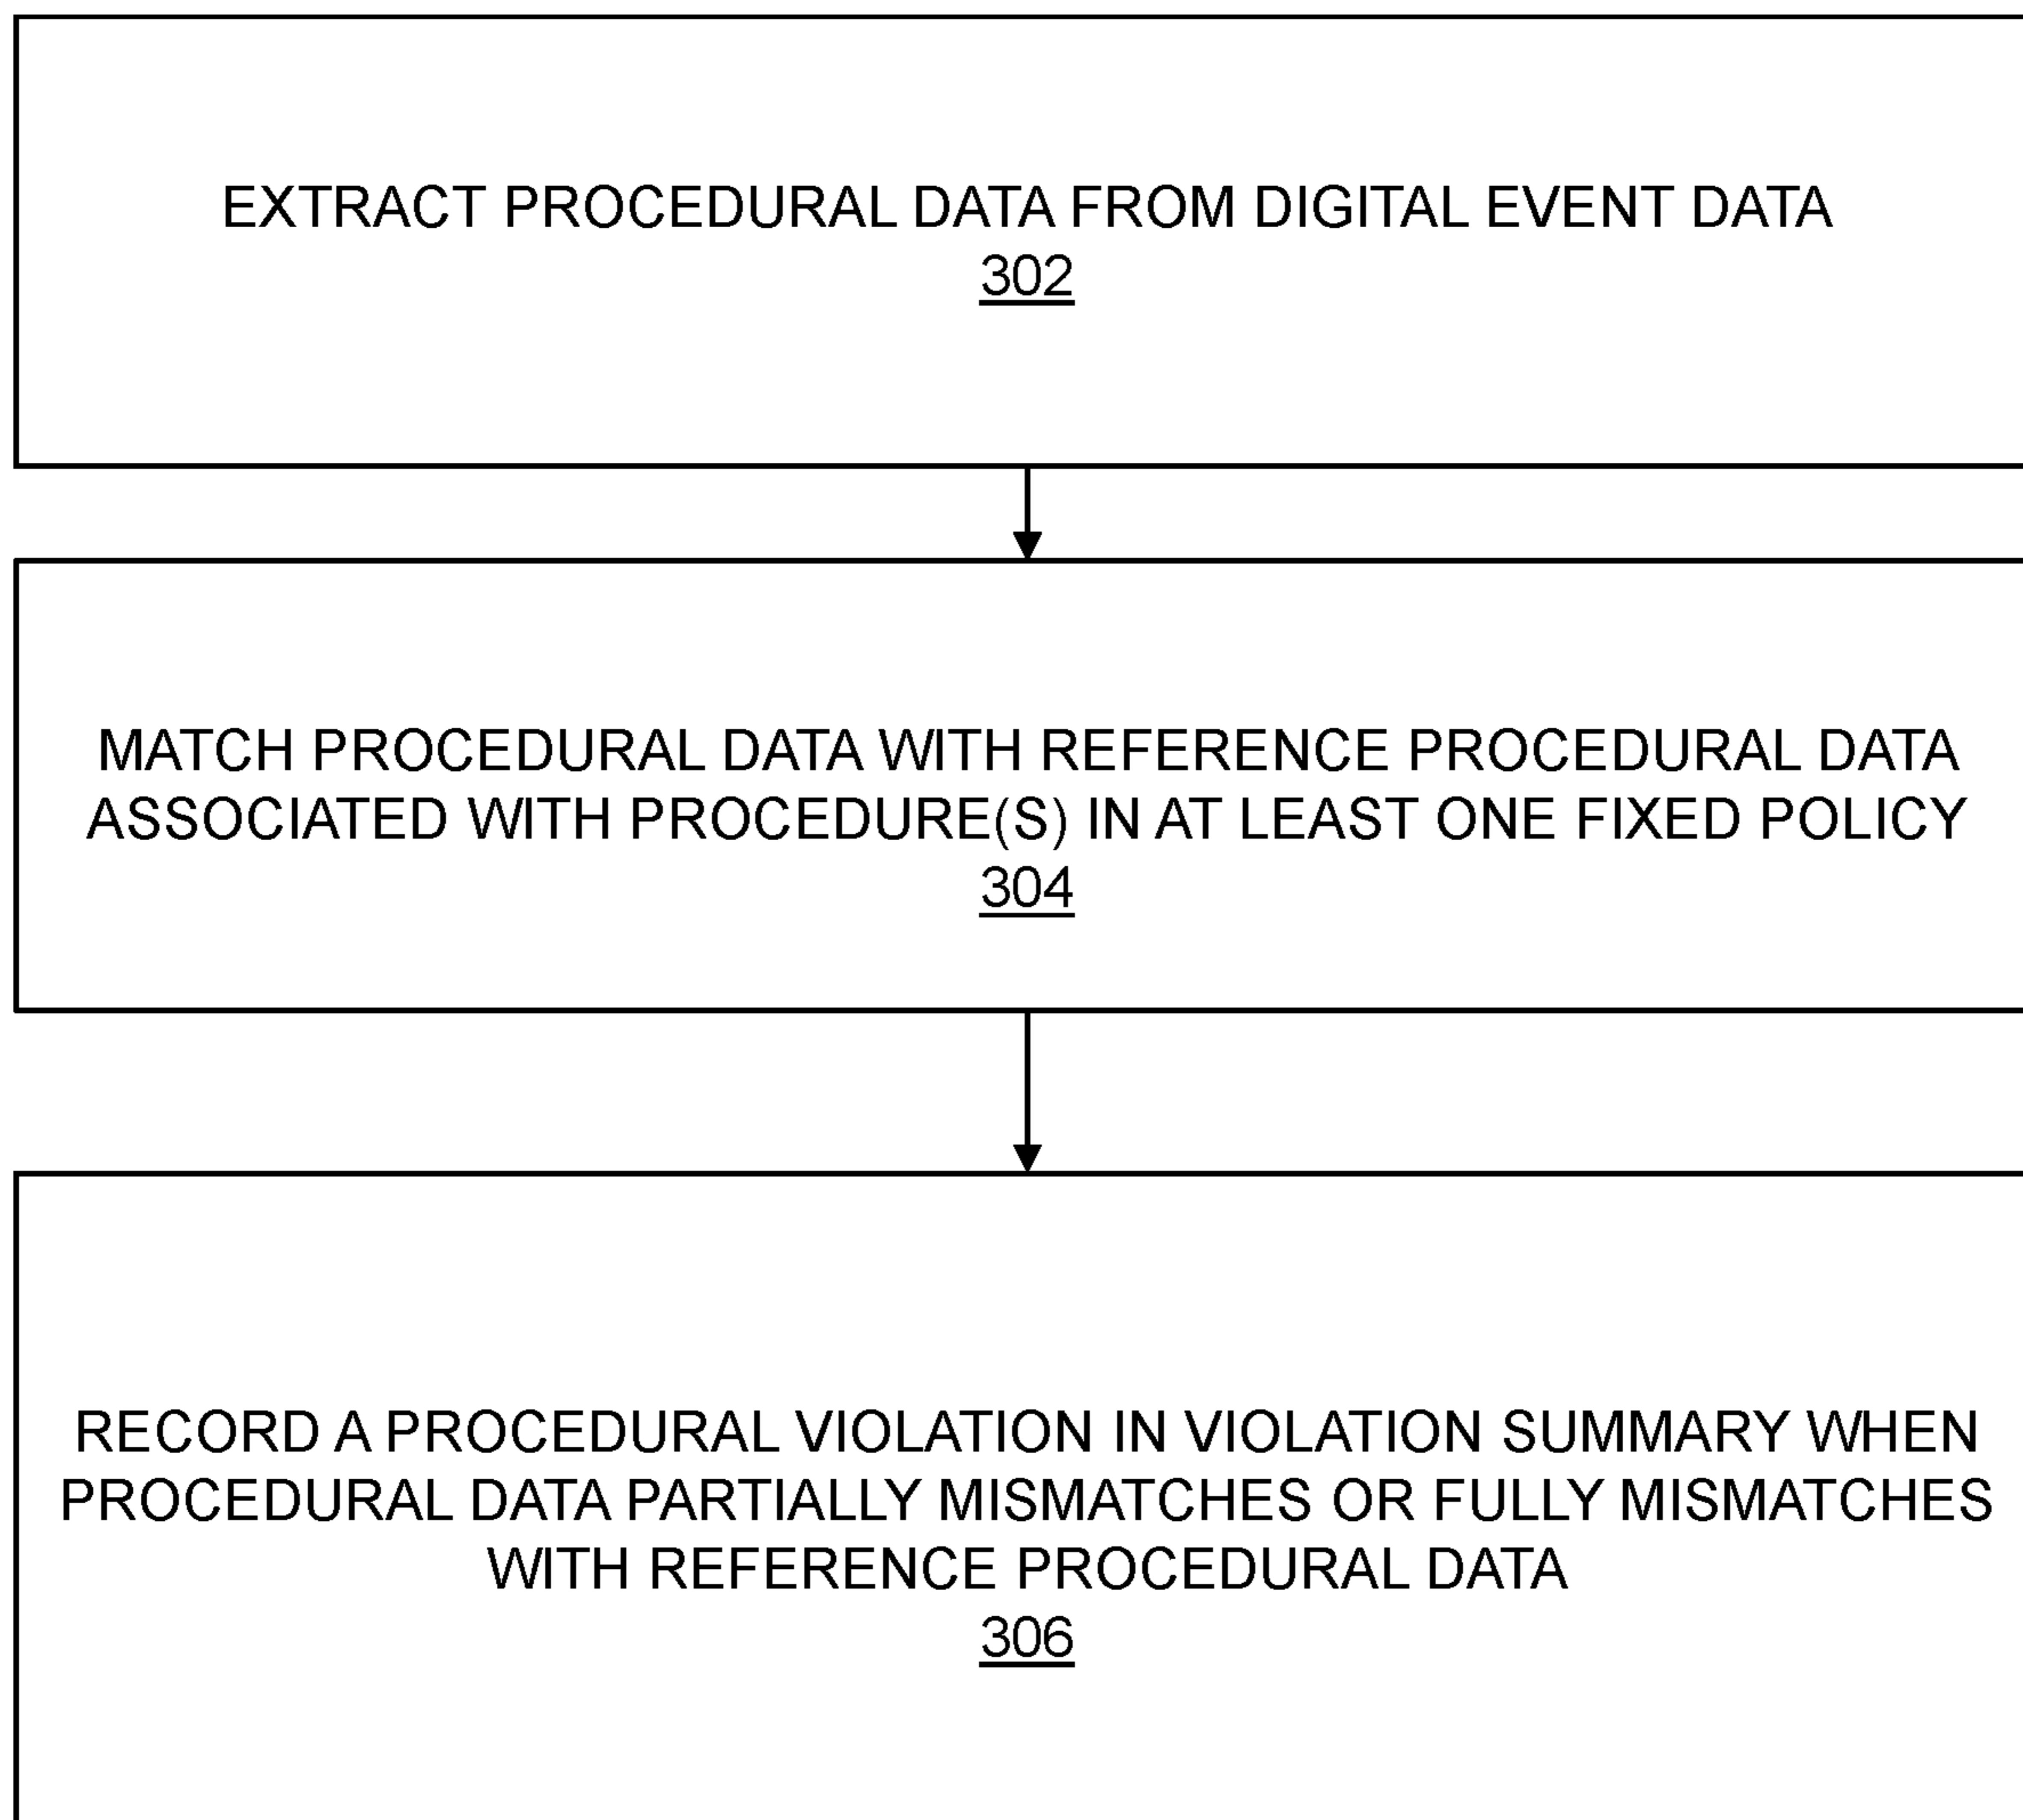 EXTRACT PROCEDURAL DATA FROM DIGITAL EVENT DATA
302
MATCH PROCEDURAL DATA WITH REFERENCE PROCEDURAL DATA
ASSOCIATED WITH PROCEDURE(S) IN AT LEAST ONE FIXED POLICY
304
RECORD A PROCEDURAL VIOLATION IN VIOLATION SUMMARY WHEN
PROCEDURAL DATA PARTIALLY MISMATCHES OR FULLY MISMATCHES
WITH REFERENCE PROCEDURAL DATA
306